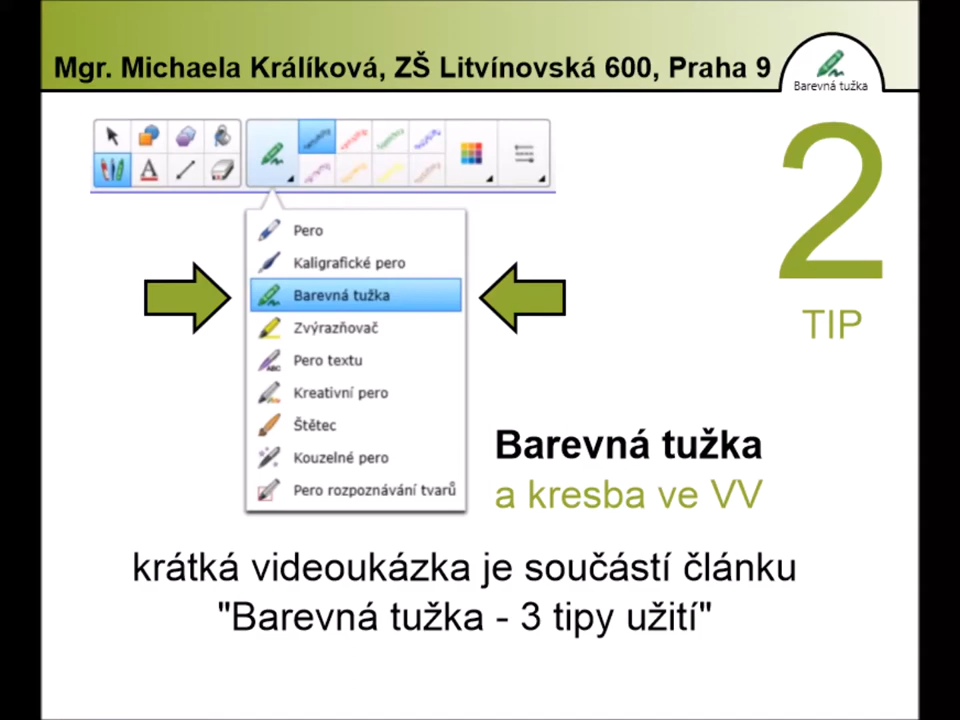 Mgr. Michaela Králíková, ZŠ Litvínovská 600, Praha 9
Barevná tužka
2
TIP
A
Pero
Kaligrafické pero
Barevná tužka
Zvýrazňovač
Pero textu
ABC
Kreativní pero
Štětec
Kouzelné pero
Pero rozpoznávání tvarů
Barevná tužka
a kresba ve VV
krátká videoukázka je součástí článku
"Barevná tužka - 3 tipy užití"